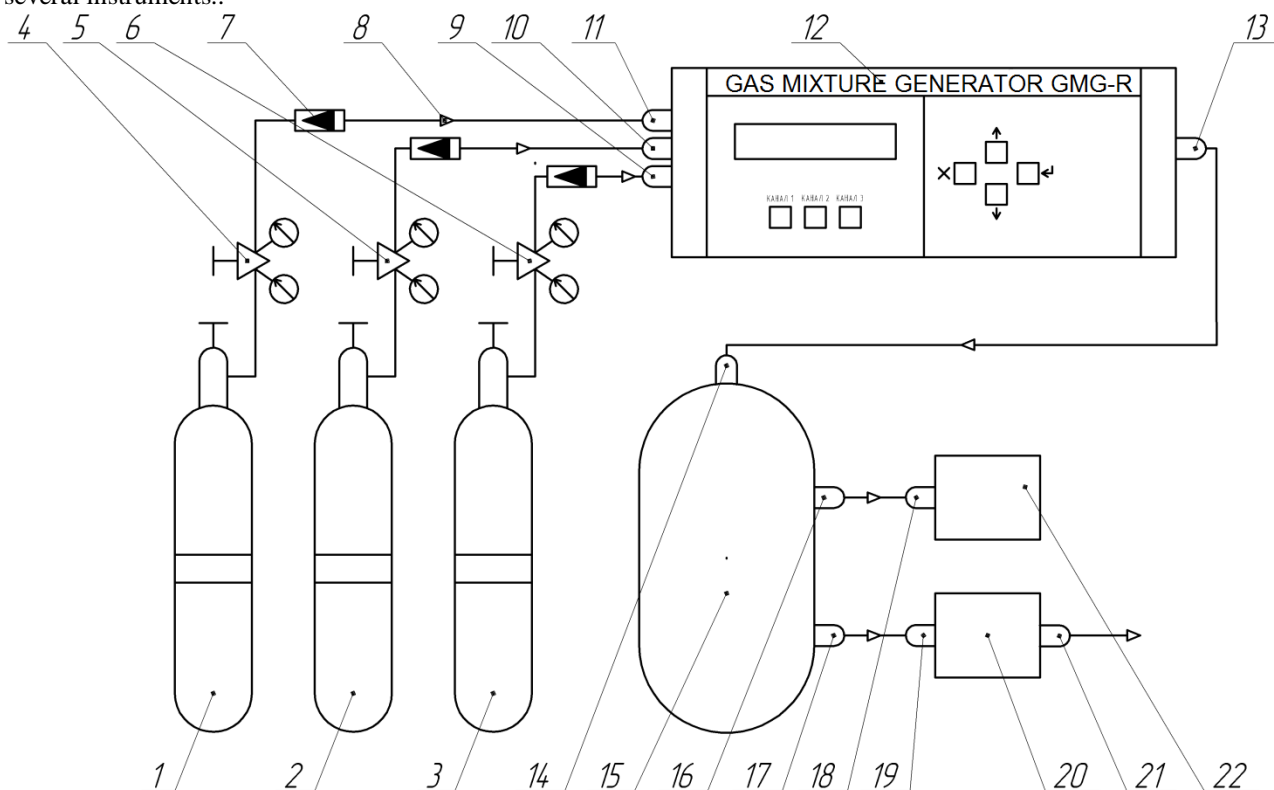 several instruments..
4 5 6 7 8 9 10 11 12 13
GAS MIXTURE GENERATOR GMG-R
КАНАЛ 1 КАНАЛ 2 КАНАЛ 3
1 2 3 14 15 16 17 18 19 20 21 22